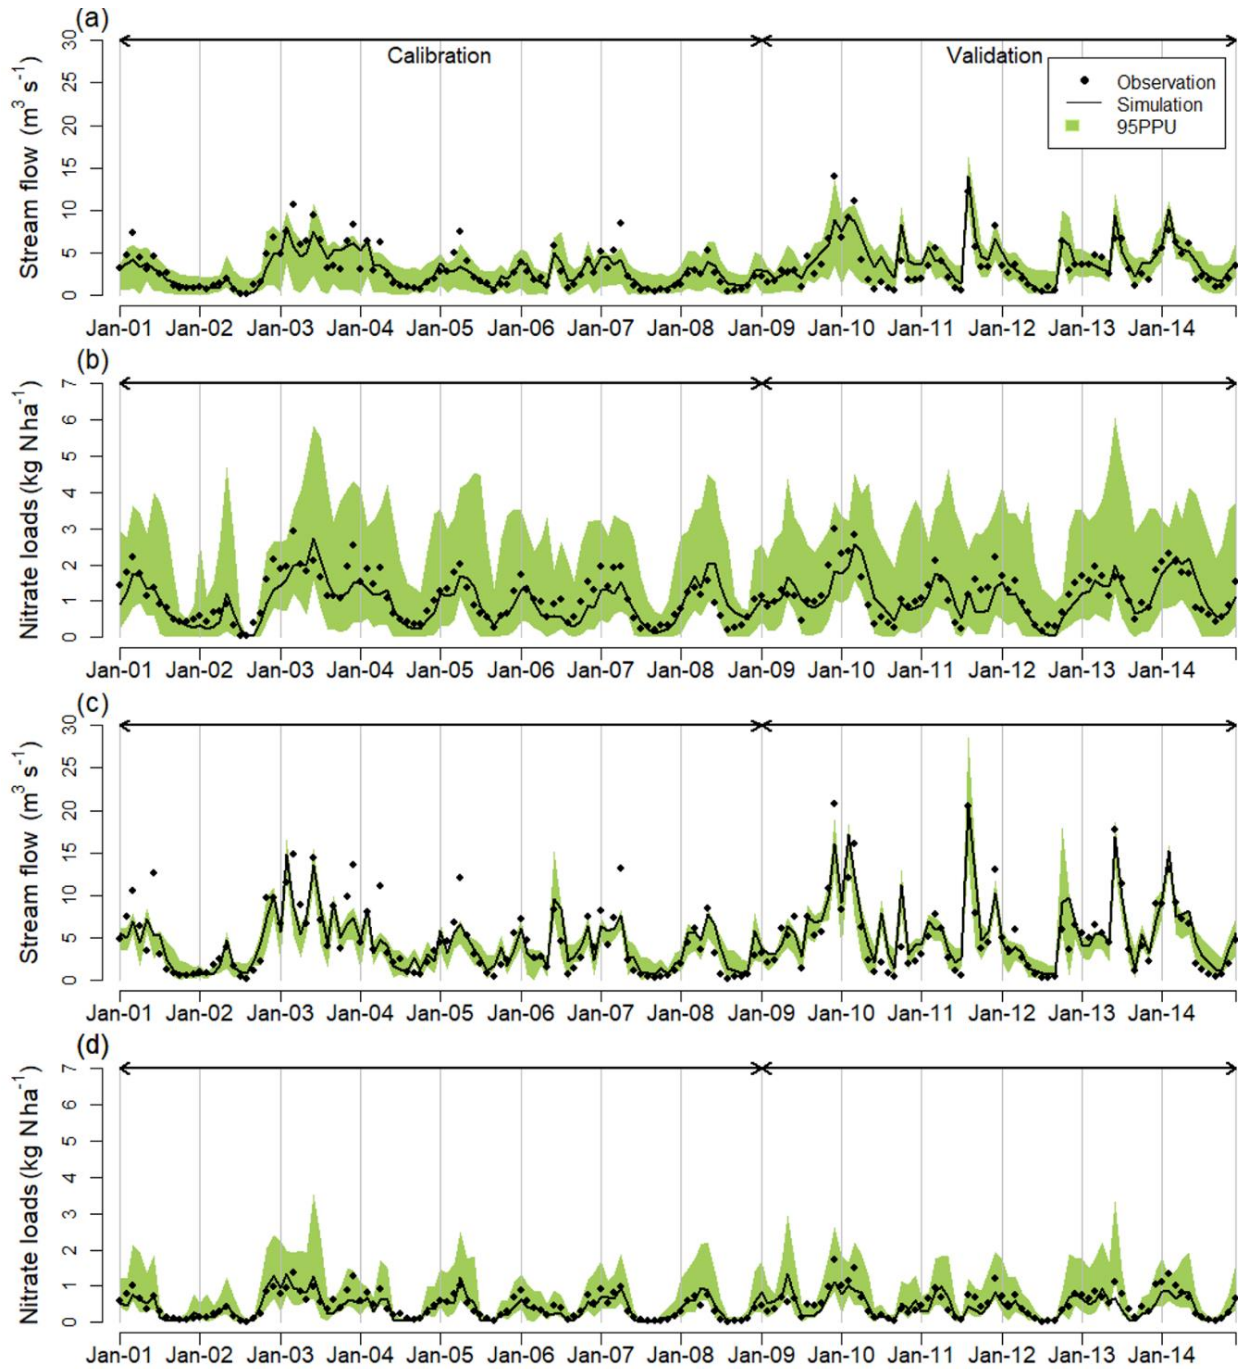 (a)
Stream flow (m³ s⁻¹)
30
25
20
15
10
5
0
Calibration
Validation
Observation
Simulation
95PPU
Jan-01 Jan-02 Jan-03 Jan-04 Jan-05 Jan-06 Jan-07 Jan-08 Jan-09 Jan-10 Jan-11 Jan-12 Jan-13 Jan-14
(b)
Nitrate loads (kg N ha⁻¹)
7
6
5
4
3
2
1
0
Jan-01 Jan-02 Jan-03 Jan-04 Jan-05 Jan-06 Jan-07 Jan-08 Jan-09 Jan-10 Jan-11 Jan-12 Jan-13 Jan-14
(c)
Stream flow (m³ s⁻¹)
30
25
20
15
10
5
0
Jan-01 Jan-02 Jan-03 Jan-04 Jan-05 Jan-06 Jan-07 Jan-08 Jan-09 Jan-10 Jan-11 Jan-12 Jan-13 Jan-14
(d)
Nitrate loads (kg N ha⁻¹)
7
6
5
4
3
2
1
0
Jan-01 Jan-02 Jan-03 Jan-04 Jan-05 Jan-06 Jan-07 Jan-08 Jan-09 Jan-10 Jan-11 Jan-12 Jan-13 Jan-14